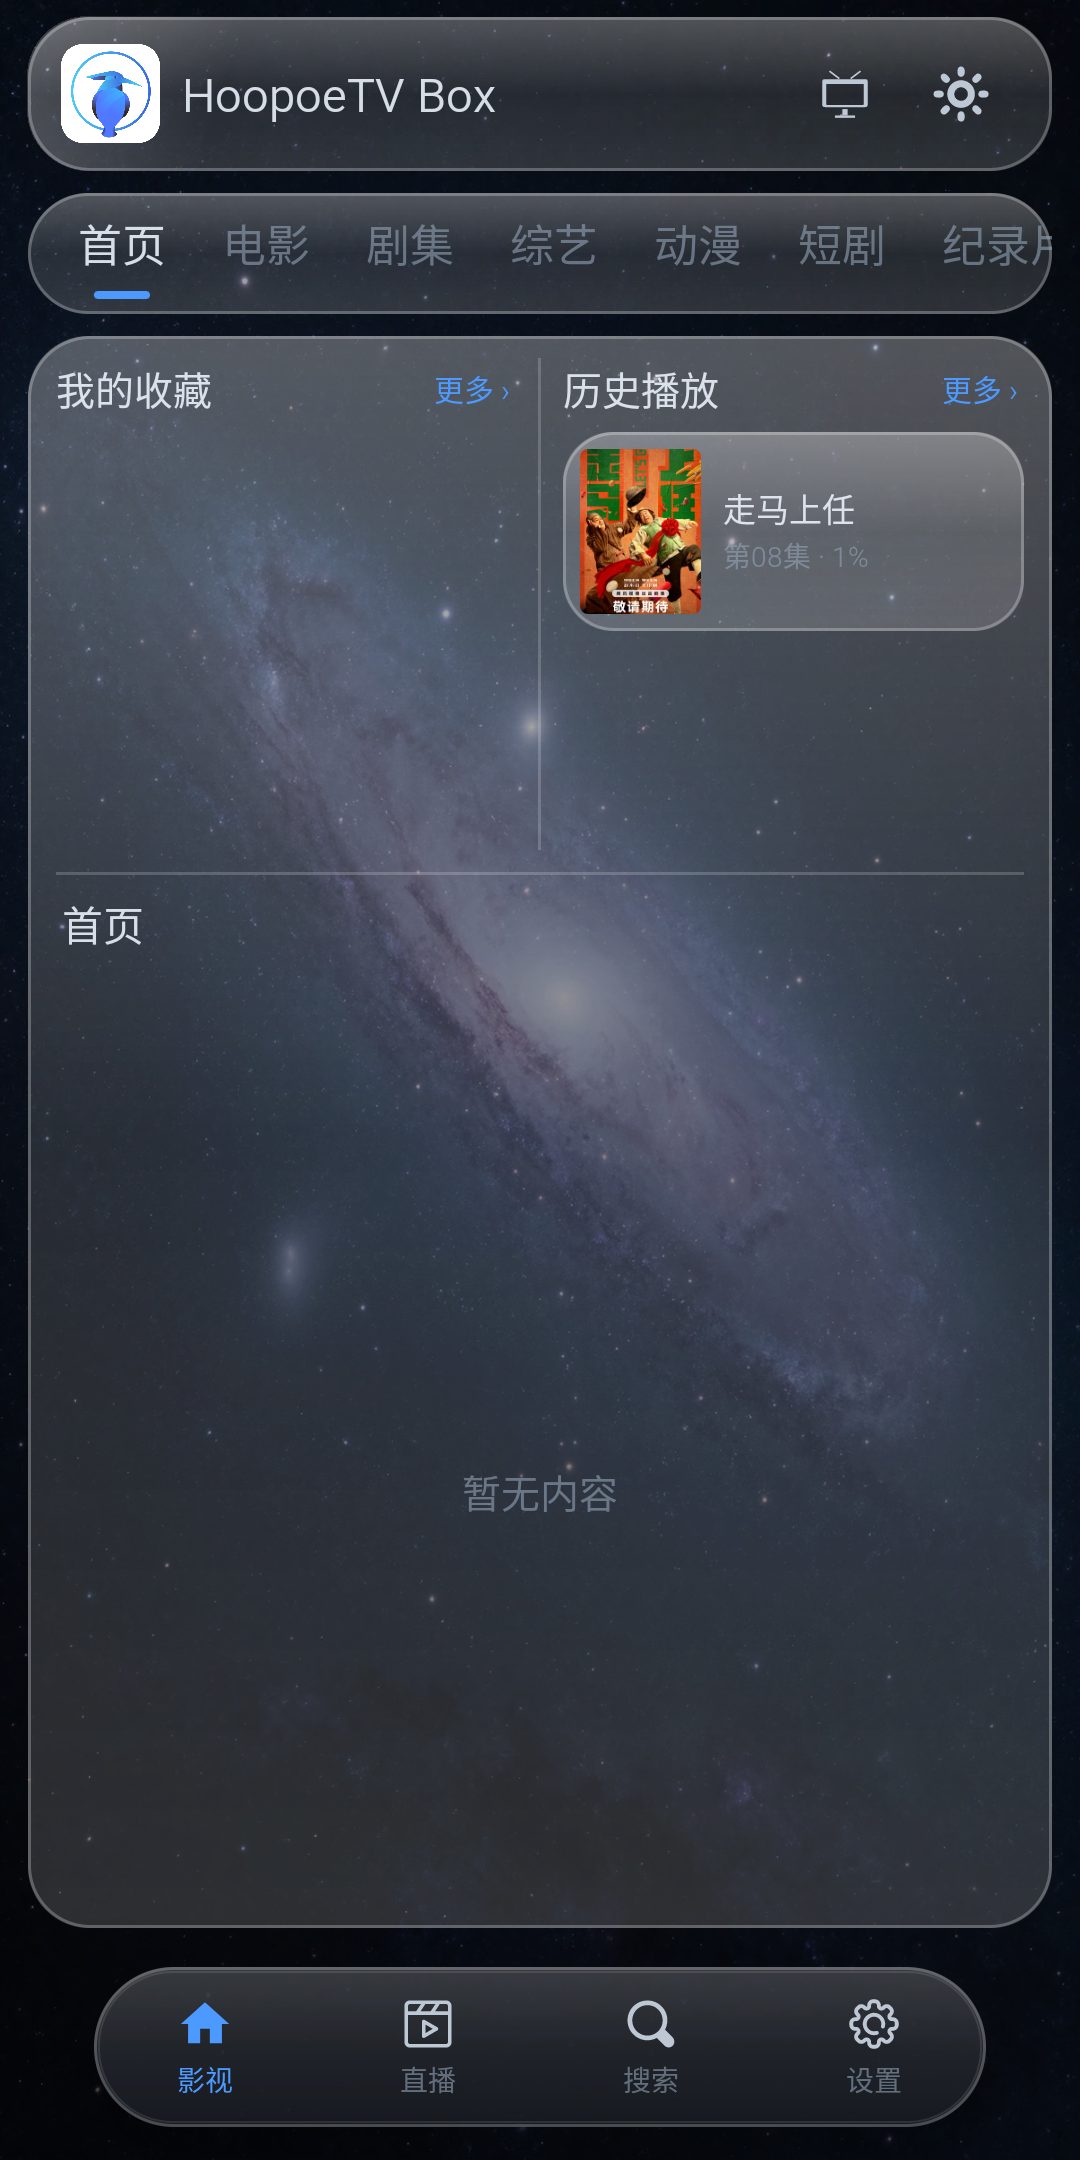 HoopoeTV Box
首页 电影 剧集 综艺 动漫 短剧 纪录片
我的收藏 更多 ›
历史播放 更多 ›
走马上任
第08集 · 1%
敬请期待
首页
暂无内容
影视 直播 搜索 设置